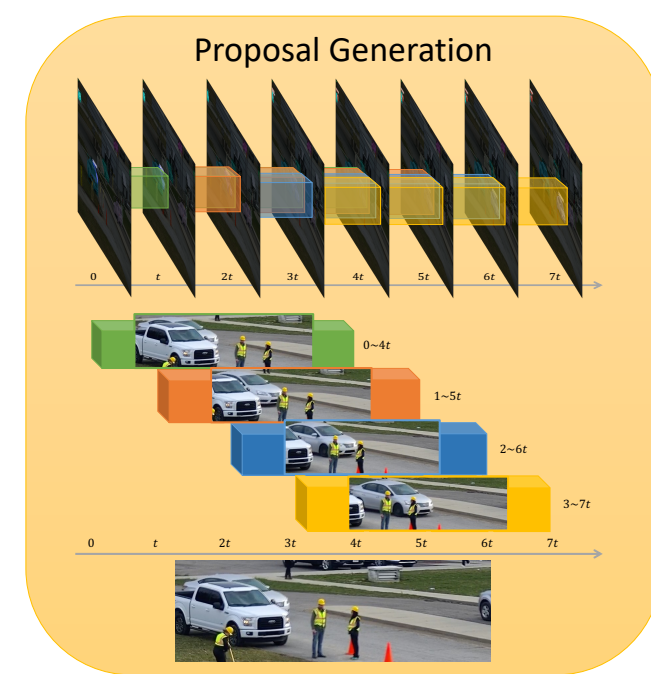 Proposal Generation
0 t 2t 3t 4t 5t 6t 7t
0~4t
1~5t
2~6t
3~7t
0 t 2t 3t 4t 5t 6t 7t